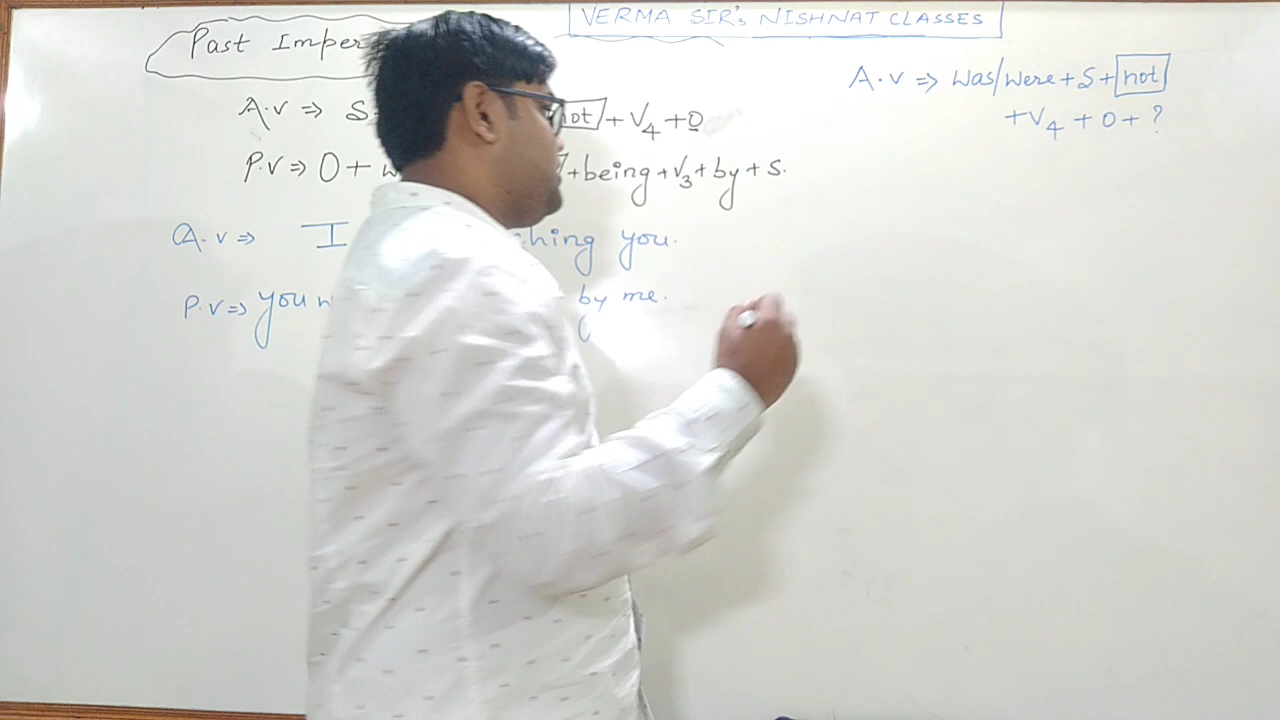 VERMA SIR's NISHNAT CLASSES
Past Imper
A.V ⇒ S not + V4 + O
P.V ⇒ O + w + being + V3 + by + S.
A.V ⇒ I ching you.
P.V ⇒ you w by me.
A.V ⇒ Was/Were + S + not
+ V4 + O + ?